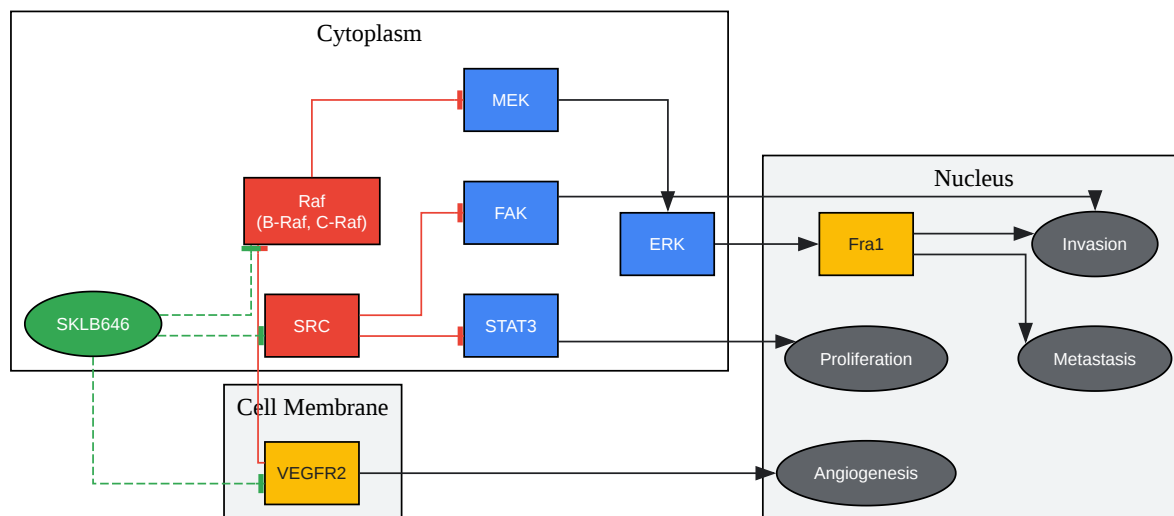 Cytoplasm
MEK
Raf
(B-Raf, C-Raf)
FAK
ERK
SKLB646
SRC
STAT3
Cell Membrane
VEGFR2
Nucleus
Fra1
Invasion
Proliferation
Metastasis
Angiogenesis